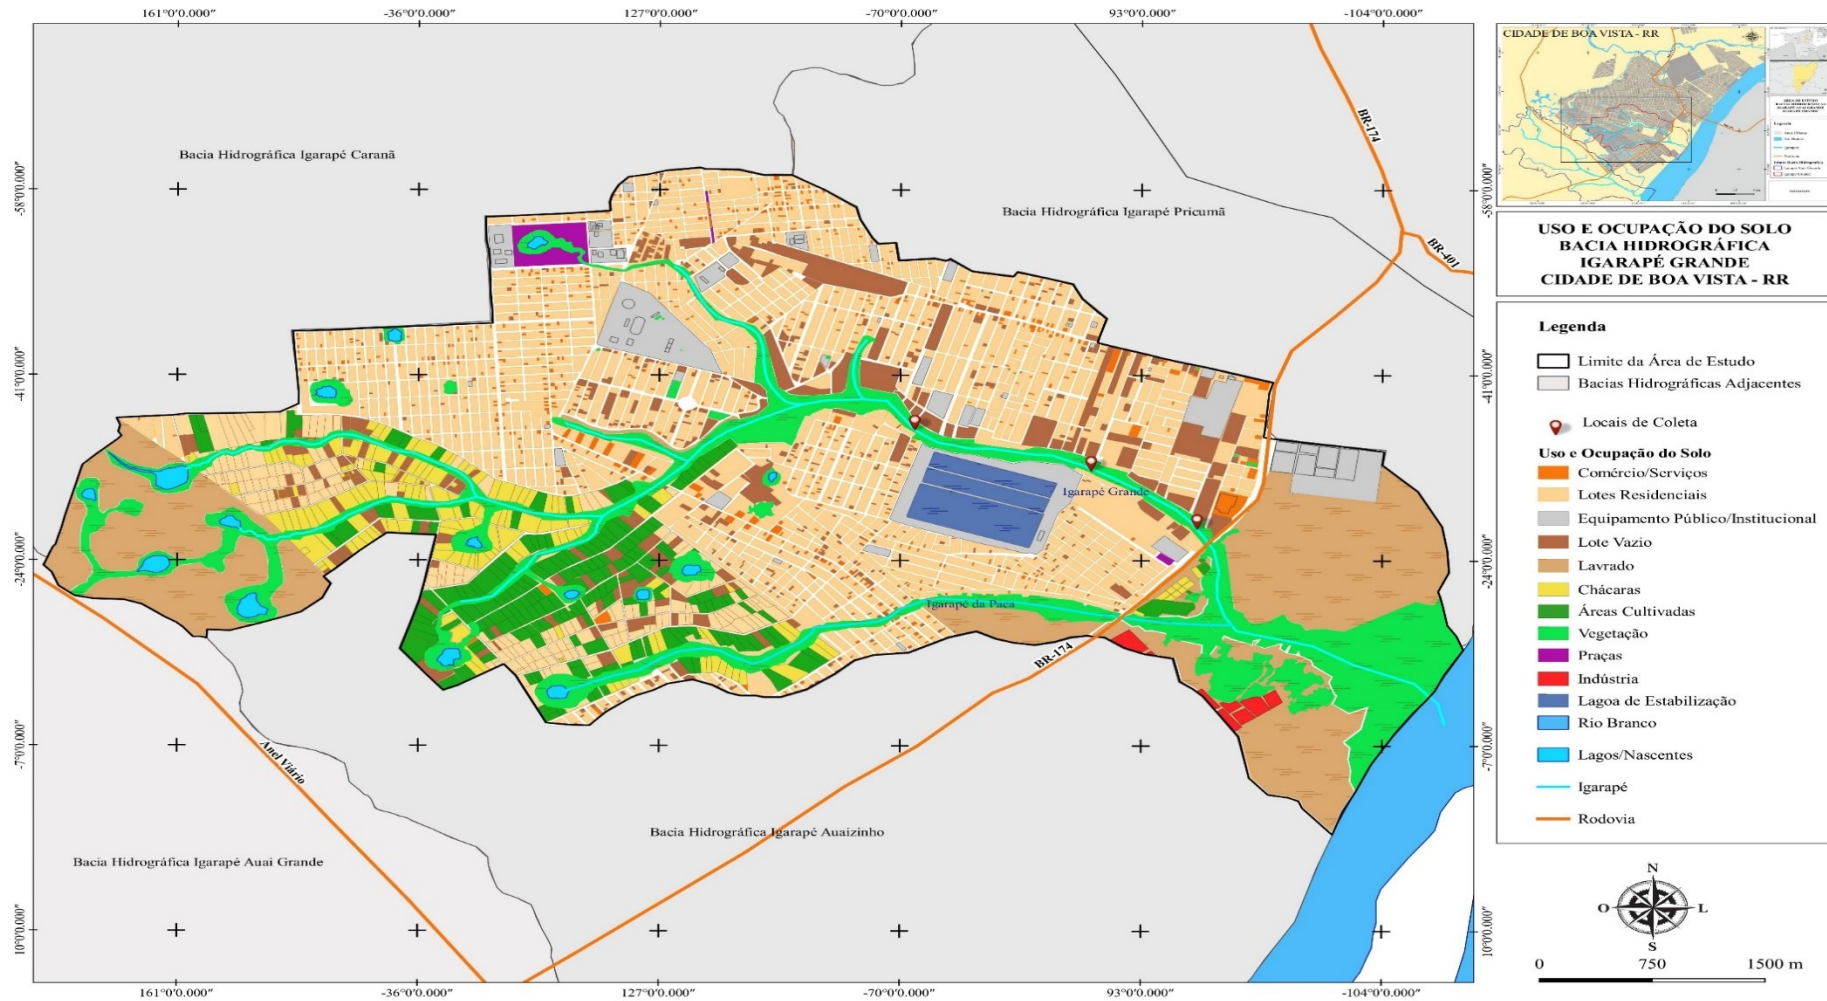 161°0'0.000"
-36°0'0.000"
127°0'0.000"
-70°0'0.000"
93°0'0.000"
-104°0'0.000"
-58°0'0.000"
-41°0'0.000"
-24°0'0.000"
-7°0'0.000"
10°0'0.000"
Bacia Hidrográfica Igarapé Caranã
Bacia Hidrográfica Igarapé Pricumã
BR-174
BR-401
Igarapé Grande
Igarapé da Paca
BR-174
Anel Viário
Bacia Hidrográfica Igarapé Auaizinho
Bacia Hidrográfica Igarapé Auai Grande
-58°0'0.000"
-41°0'0.000"
-24°0'0.000"
-7°0'0.000"
10°0'0.000"
161°0'0.000"
-36°0'0.000"
127°0'0.000"
-70°0'0.000"
93°0'0.000"
-104°0'0.000"
CIDADE DE BOA VISTA - RR
USO E OCUPAÇÃO DO SOLO
BACIA HIDROGRÁFICA
IGARAPÉ GRANDE
CIDADE DE BOA VISTA - RR
Legenda
Limite da Área de Estudo
Bacias Hidrográficas Adjacentes
Locais de Coleta
Uso e Ocupação do Solo
Comércio/Serviços
Lotes Residenciais
Equipamento Público/Institucional
Lote Vazio
Lavrado
Chácaras
Áreas Cultivadas
Vegetação
Praças
Indústria
Lagoa de Estabilização
Rio Branco
Lagos/Nascentes
Igarapé
Rodovia
N
O L
S
0 750 1500 m